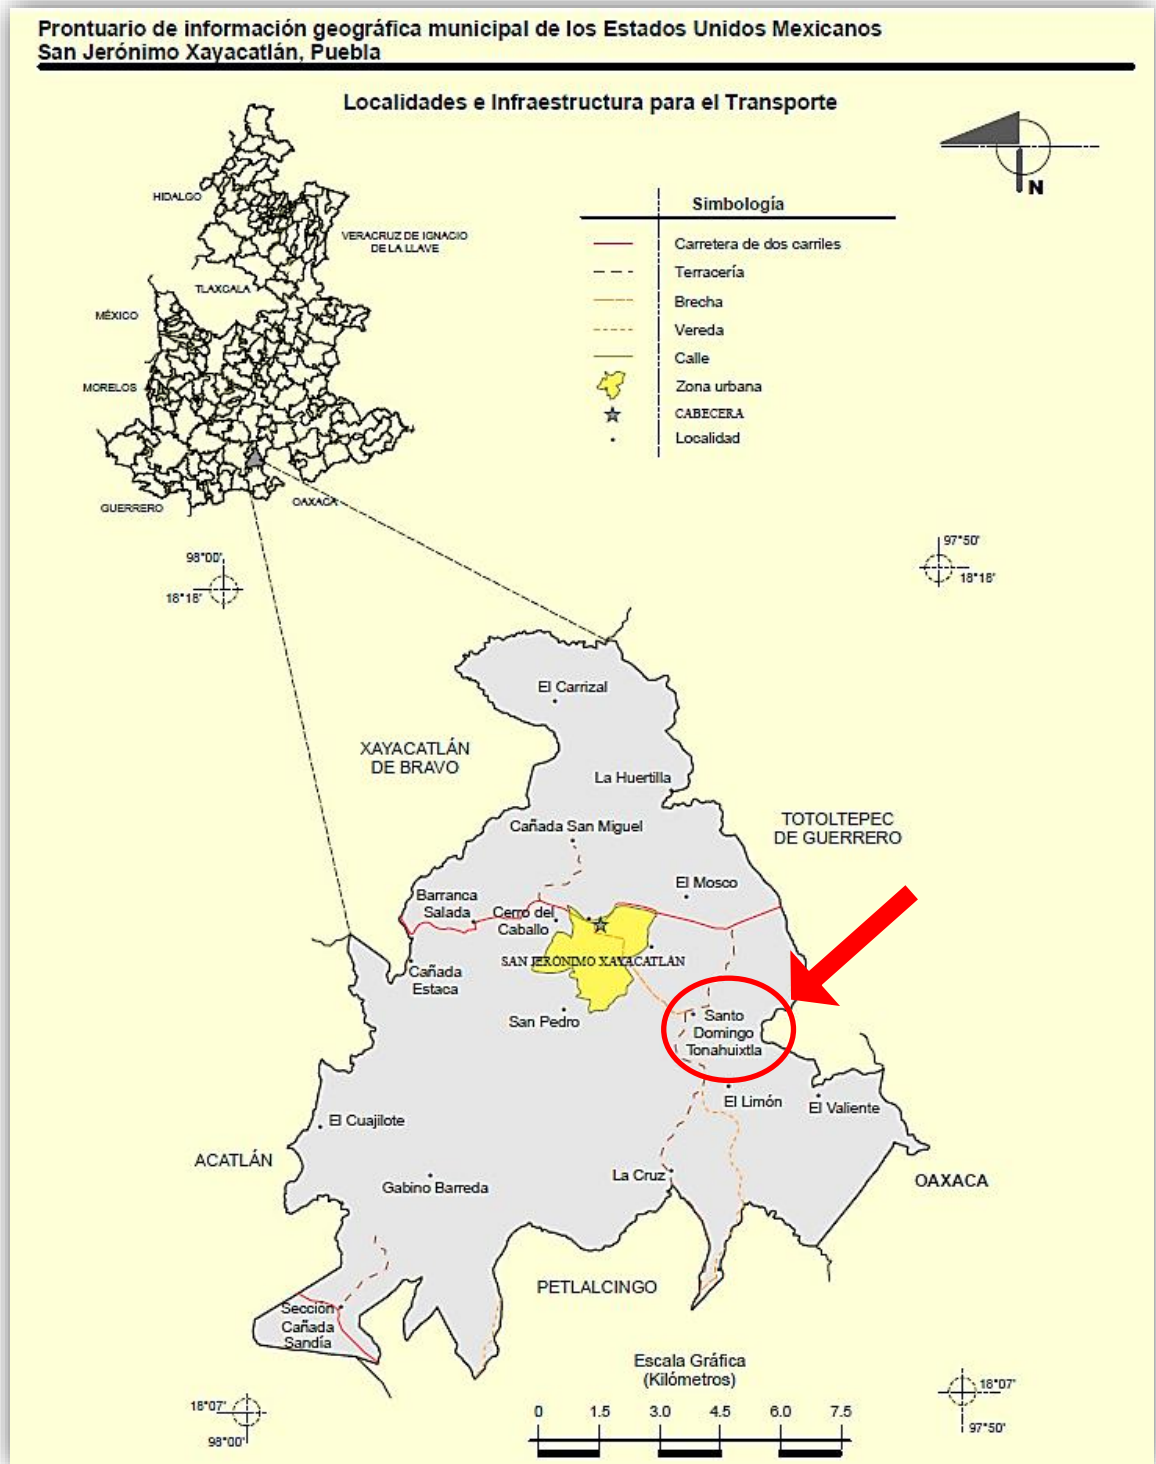 Prontuario de información geográfica municipal de los Estados Unidos Mexicanos
San Jerónimo Xayacatlán, Puebla
Localidades e Infraestructura para el Transporte
N
HIDALGO
VERACRUZ DE IGNACIO
DE LA LLAVE
TLAXCALA
MÉXICO
MORELOS
GUERRERO
OAXACA
Simbología
Carretera de dos carriles
Terracería
Brecha
Vereda
Calle
Zona urbana
CABECERA
Localidad
98°00'
18°18'
97°50'
18°18'
El Carrizal
XAYACATLÁN
DE BRAVO
La Huertilla
TOTOLTEPEC
DE GUERRERO
Cañada San Miguel
El Mosco
Barranca
Salada
Cerro del
Caballo
SAN JERÓNIMO XAYACATLÁN
Cañada
Estaca
San Pedro
Santo
Domingo
Tonahuixtla
El Limón
El Valiente
El Cuajilote
ACATLÁN
La Cruz
OAXACA
Gabino Barreda
PETLALCINGO
Sección
Cañada
Sandía
Escala Gráfica
(Kilómetros)
0 1.5 3.0 4.5 6.0 7.5
18°07'
98°00'
18°07'
97°50'